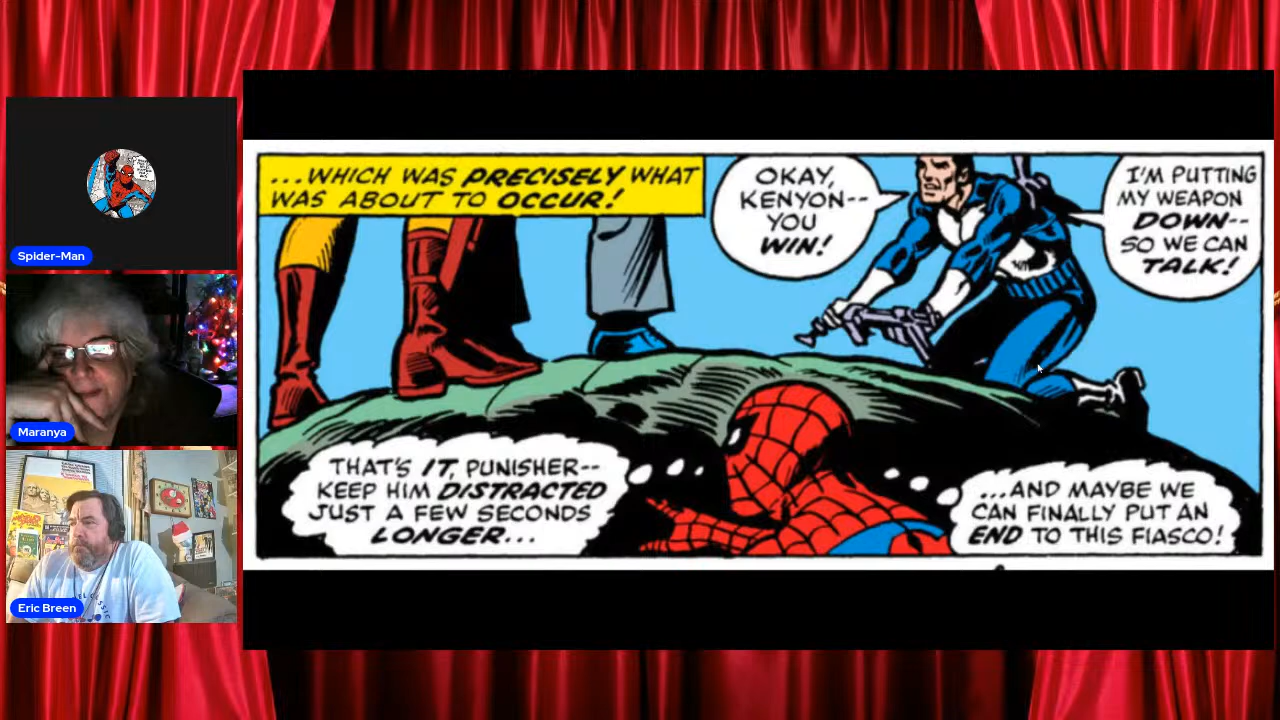 Spider-Man
Maranya
Eric Breen
...WHICH WAS PRECISELY WHAT
WAS ABOUT TO OCCUR!
OKAY,
KENYON--
YOU
WIN!
I'M PUTTING
MY WEAPON
DOWN--
SO WE CAN
TALK!
THAT'S IT, PUNISHER--
KEEP HIM DISTRACTED
JUST A FEW SECONDS
LONGER...
...AND MAYBE WE
CAN FINALLY PUT AN
END TO THIS FIASCO!